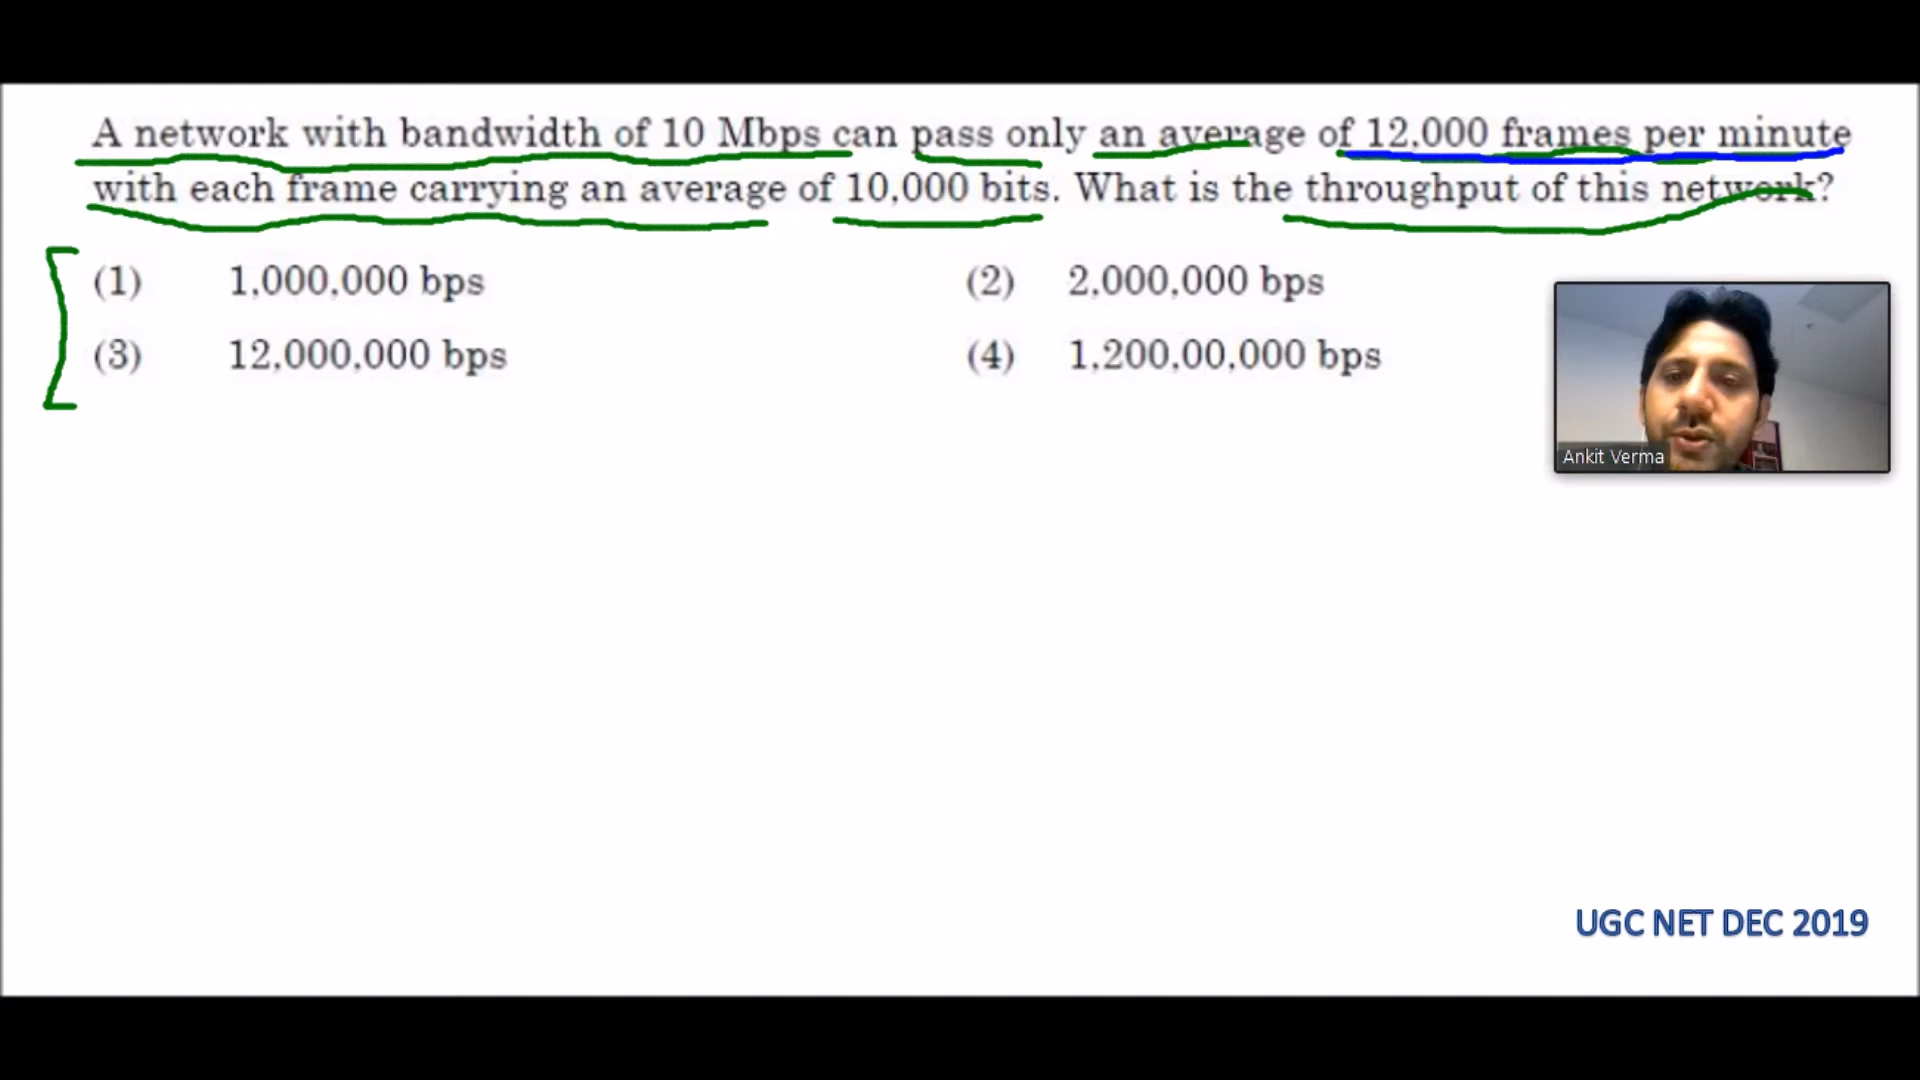 A network with bandwidth of 10 Mbps can pass only an average of 12,000 frames per minute
with each frame carrying an average of 10,000 bits. What is the throughput of this network?
(1) 1,000,000 bps (2) 2,000,000 bps
(3) 12,000,000 bps (4) 1,200,00,000 bps
Ankit Verma
UGC NET DEC 2019